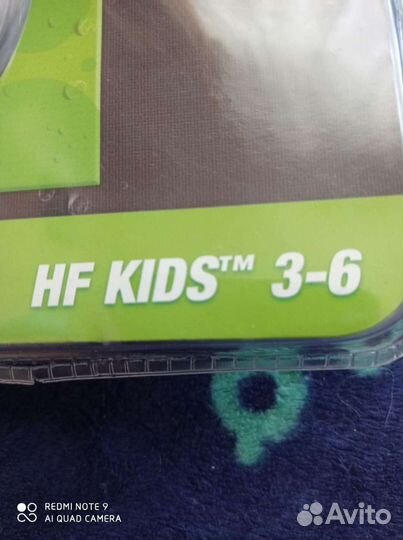 HF KIDS™ 3-6
REDMI NOTE 9
AI QUAD CAMERA
Avito